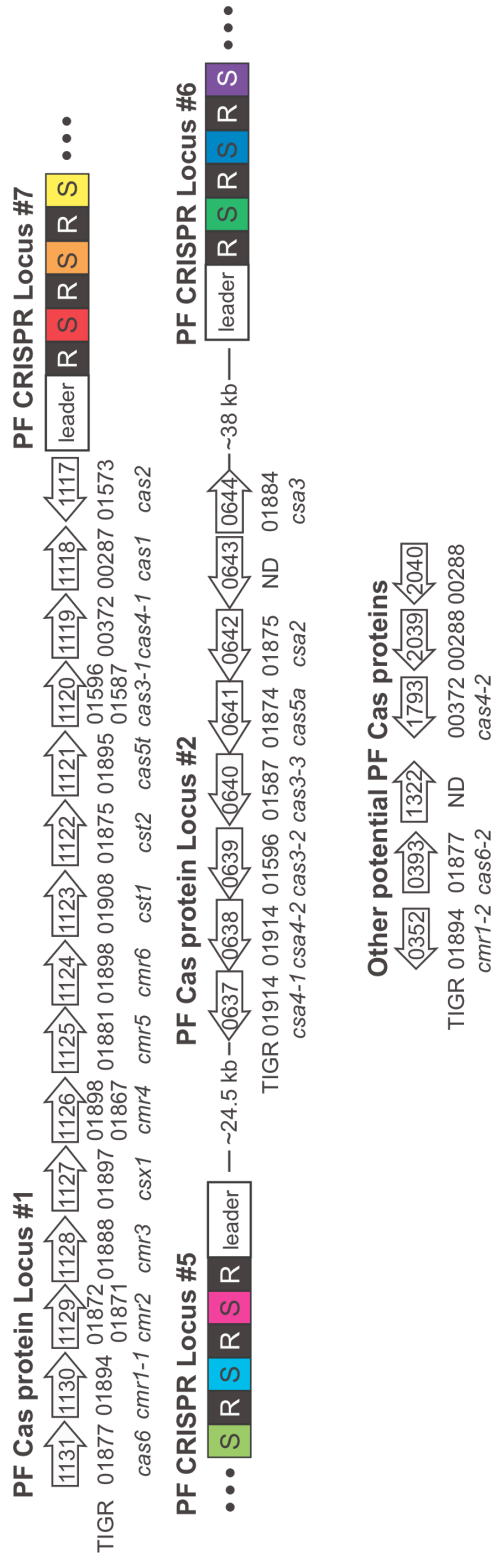 PF Cas protein Locus #1
PF CRISPR Locus #7
1131 1130 1129 1128 1127 1126 1125 1124 1123 1122 1121 1120 1119 1118 1117 leader R S R S R S •••
TIGR 01877 01894 01872 01888 01897 01898 01881 01898 01908 01875 01895 01596 00372 00287 01573
01871 01867 01587
cas6 cmr1-1 cmr2 cmr3 csx1 cmr4 cmr5 cmr6 cst1 cst2 cas5t cas3-1 cas4-1 cas1 cas2
PF CRISPR Locus #5
PF Cas protein Locus #2
PF CRISPR Locus #6
••• S R S R S R leader ~24.5 kb 0637 0638 0639 0640 0641 0642 0643 0644 ~38 kb leader R S R S R S •••
TIGR 01914 01914 01596 01587 01874 01875 ND 01884
csa4-1 csa4-2 cas3-2 cas3-3 cas5a csa2 csa3
Other potential PF Cas proteins
0352 0393 1322 1793 2039 2040
TIGR 01894 01877 ND 00372 00288 00288
cmr1-2 cas6-2 cas4-2